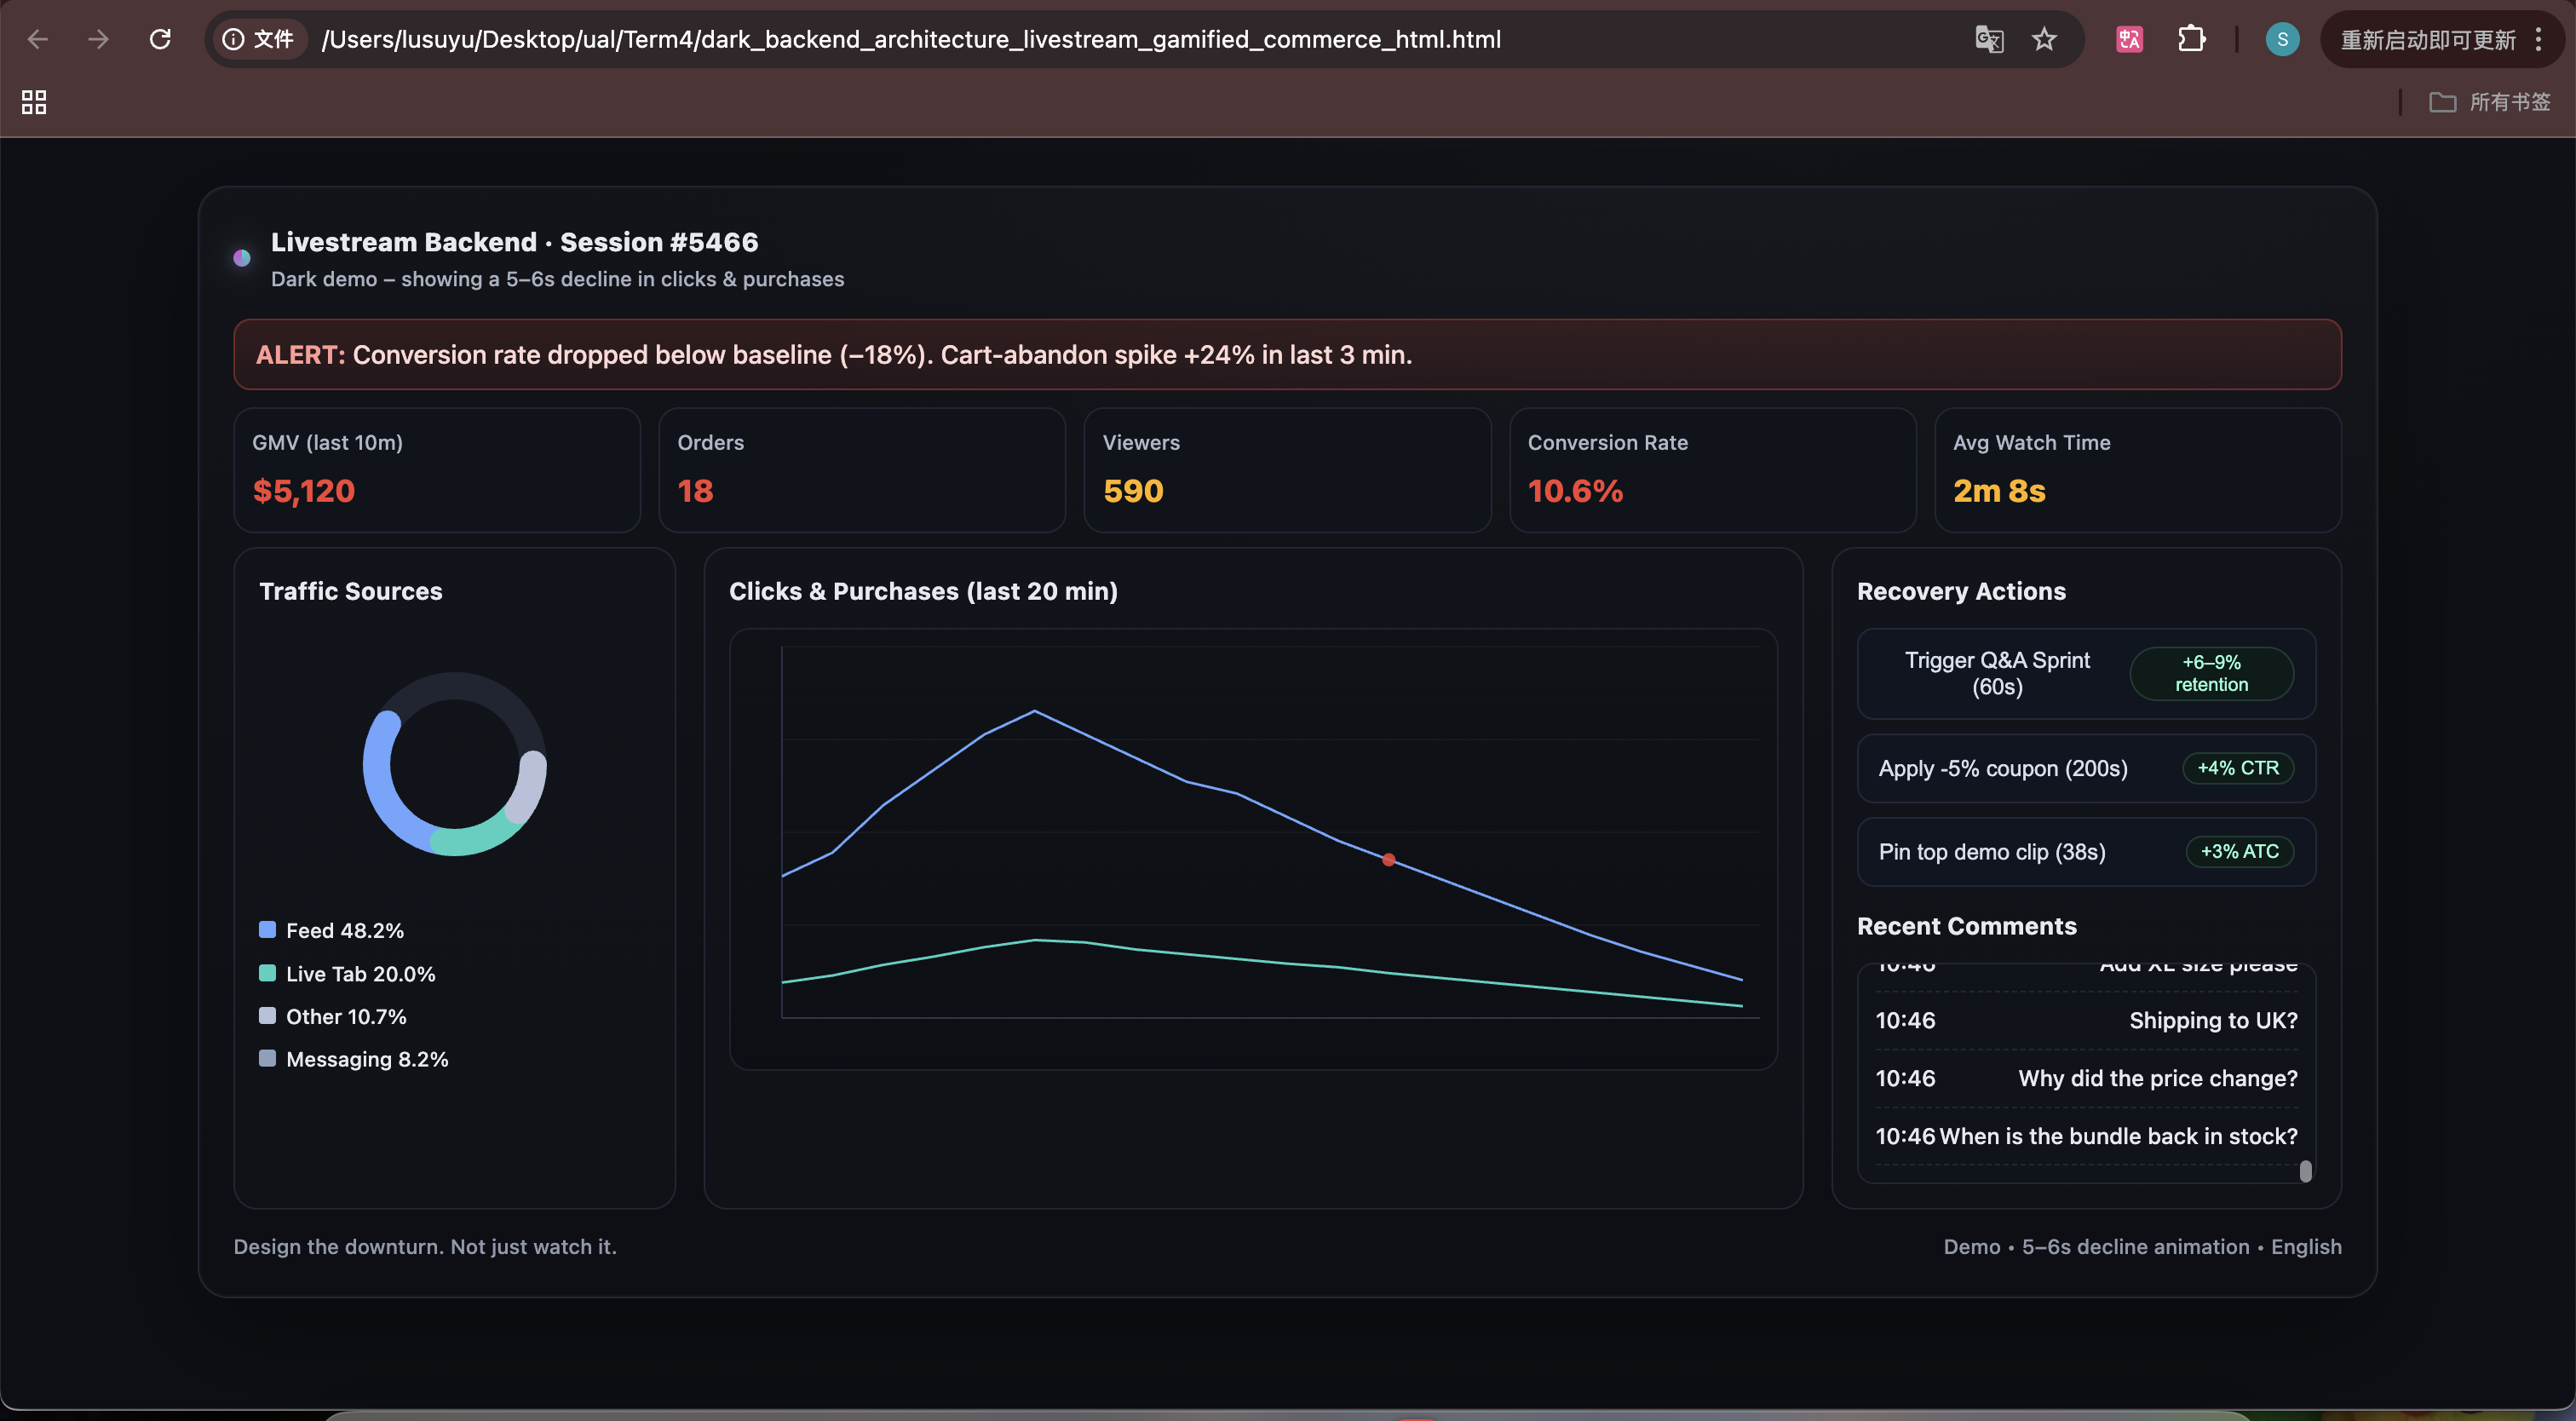 文件
/Users/lusuyu/Desktop/ual/Term4/dark_backend_architecture_livestream_gamified_commerce_html.html
S
重新启动即可更新
所有书签
Livestream Backend · Session #5466
Dark demo – showing a 5–6s decline in clicks & purchases
ALERT: Conversion rate dropped below baseline (−18%). Cart-abandon spike +24% in last 3 min.
GMV (last 10m)
$5,120
Orders
18
Viewers
590
Conversion Rate
10.6%
Avg Watch Time
2m 8s
Traffic Sources
Feed 48.2%
Live Tab 20.0%
Other 10.7%
Messaging 8.2%
Clicks & Purchases (last 20 min)
Recovery Actions
Trigger Q&A Sprint
(60s)
+6–9%
retention
Apply -5% coupon (200s)
+4% CTR
Pin top demo clip (38s)
+3% ATC
Recent Comments
10:46 Add XL size please
10:46 Shipping to UK?
10:46 Why did the price change?
10:46 When is the bundle back in stock?
Design the downturn. Not just watch it.
Demo • 5–6s decline animation • English